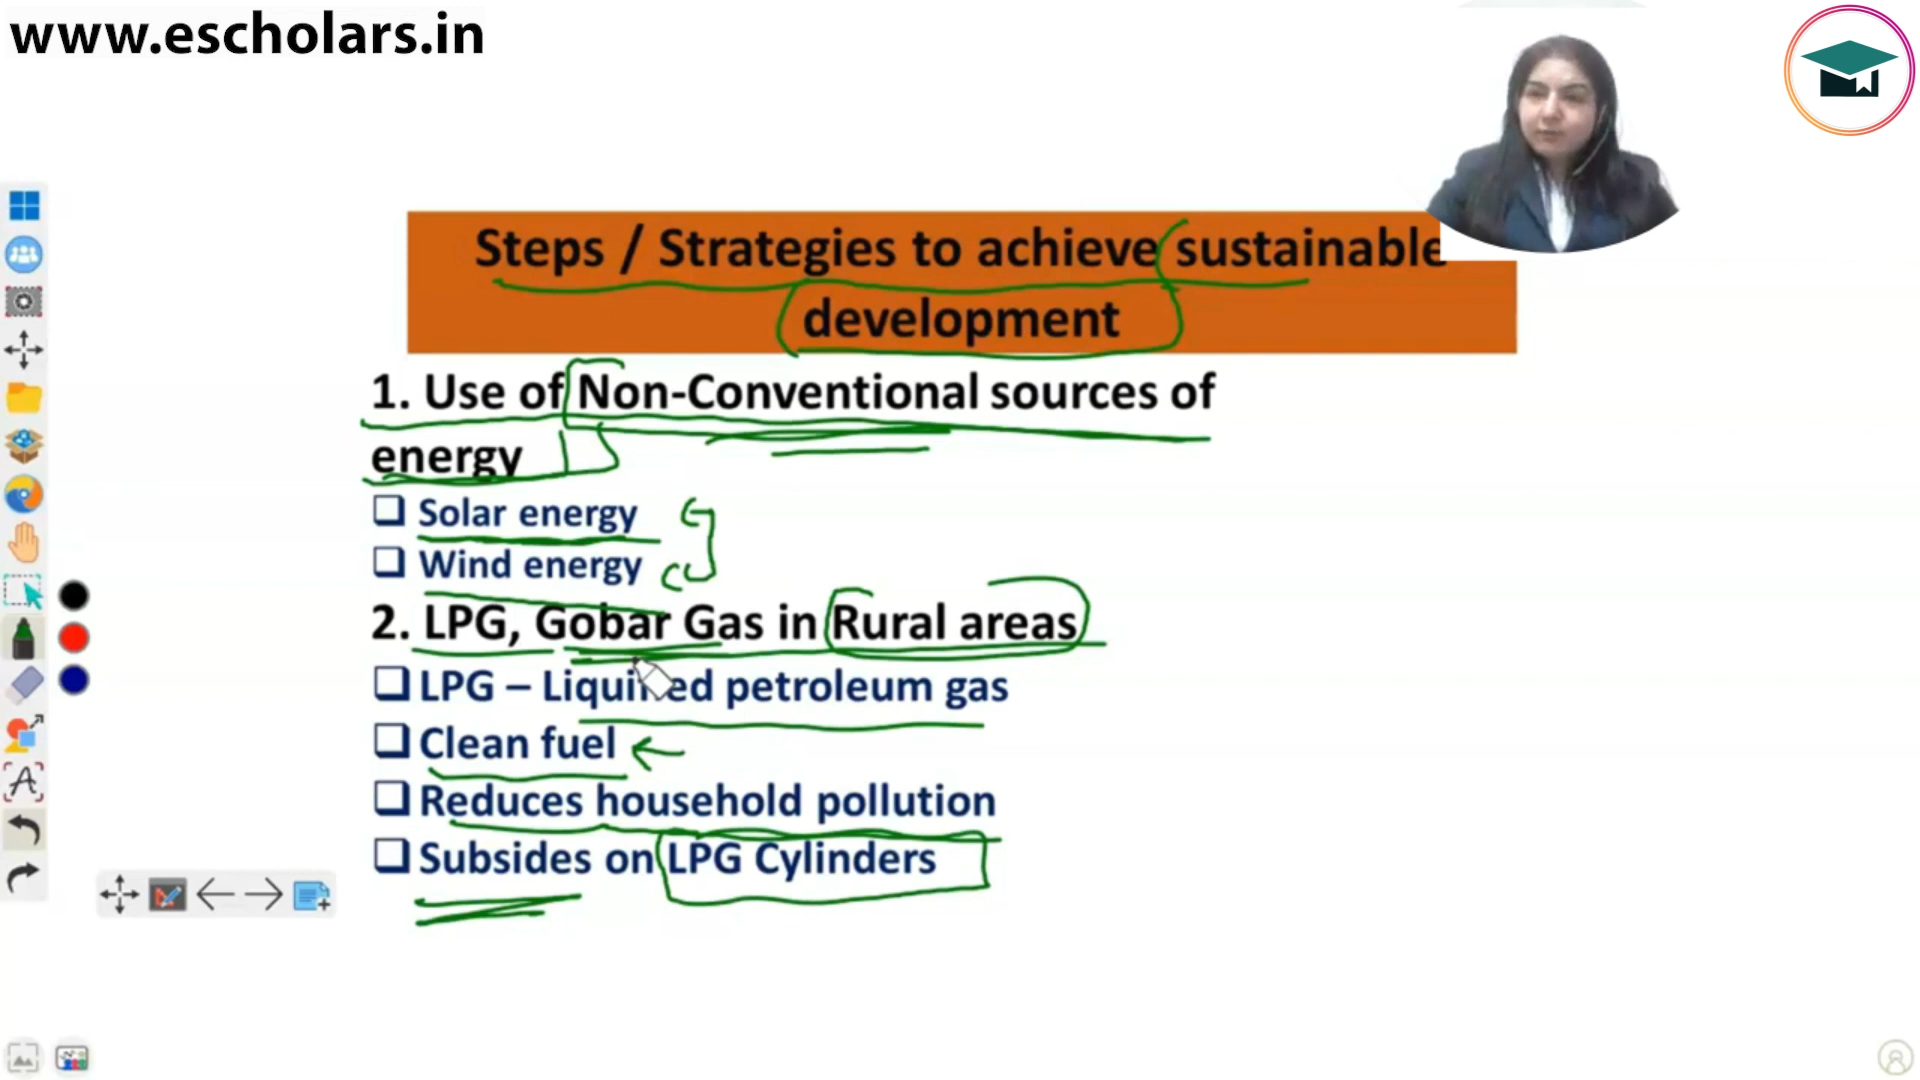 www.escholars.in
Steps / Strategies to achieve sustainable
development
1. Use of Non-Conventional sources of
energy
Solar energy
Wind energy
2. LPG, Gobar Gas in Rural areas
LPG – Liquified petroleum gas
Clean fuel
Reduces household pollution
Subsides on LPG Cylinders